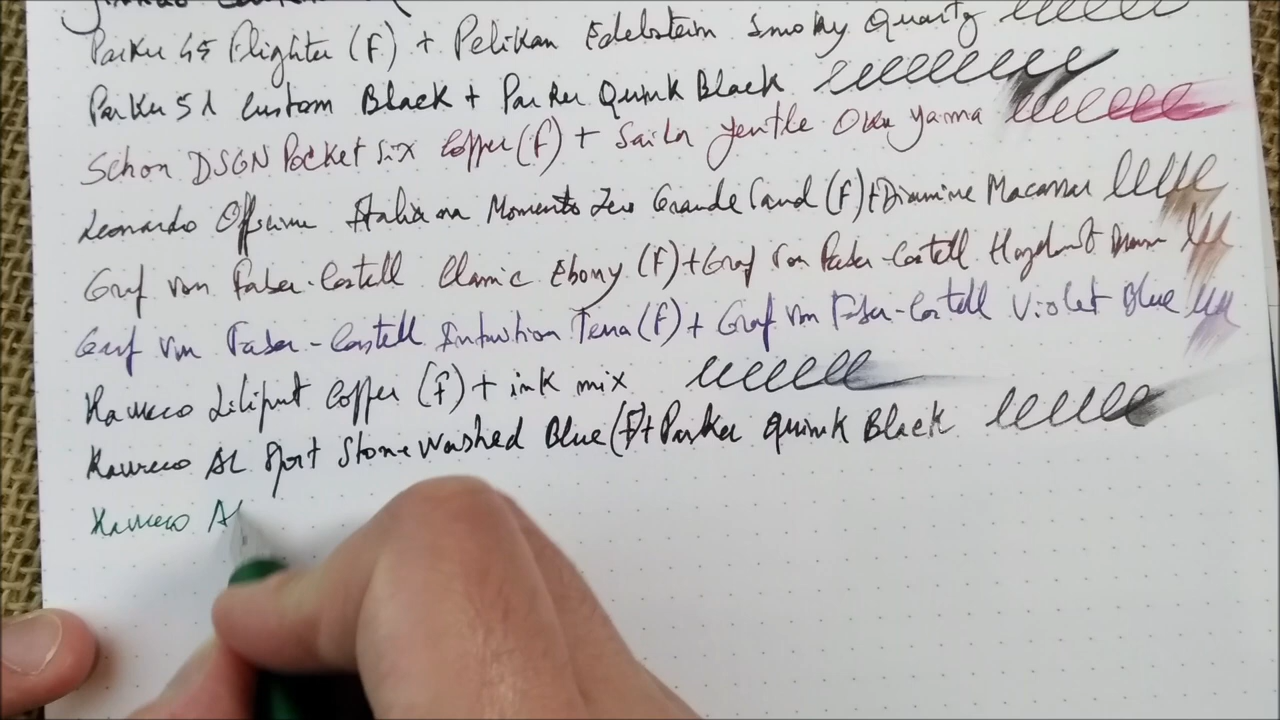 Parker 45 Flighter (F) + Pelikan Edelstein Smoky Quartz
Parker 51 Custom Black + Parker Quink Black
Schon DSGN Pocket Six Copper (F) + Sailor Jentle Oku Yama
Leonardo Officina Italiana Momento Zero Grande (F) + Diamine Macassar
Graf von Faber-Castell Classic Ebony (F) + Graf von Faber-Castell Hazelnut Brown
Graf von Faber-Castell Intuition Terra (F) + Graf von Faber-Castell Violet Blue
Kaweco Liliput Copper (F) + ink mix
Kaweco AL Sport Stonewashed Blue (F) + Parker Quink Black
Kaweco AL